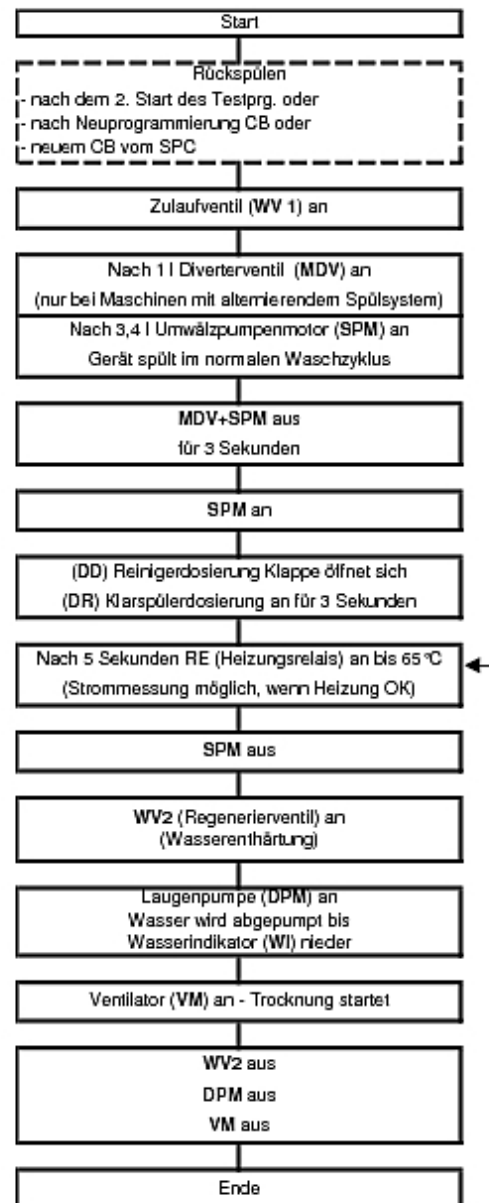 Start
Rückspülen
- nach dem 2. Start des Testprg. oder
- nach Neuprogrammierung CB oder
- neuem CB vom SPC
Zulaufventil (WV 1) an
Nach 1 l Diverterventil (MDV) an
(nur bei Maschinen mit alternierendem Spülsystem)
Nach 3,4 l Umwälzpumpenmotor (SPM) an
Gerät spült im normalen Waschzyklus
MDV+SPM aus
für 3 Sekunden
SPM an
(DD) Reinigerdosierung Klappe öffnet sich
(DR) Klarspülerdosierung an für 3 Sekunden
Nach 5 Sekunden RE (Heizungsrelais) an bis 65°C
(Strommessung möglich, wenn Heizung OK)
SPM aus
WV2 (Regenerierventil) an
(Wasserenthärtung)
Laugenpumpe (DPM) an
Wasser wird abgepumpt bis
Wasserindikator (WI) nieder
Ventilator (VM) an - Trocknung startet
WV2 aus
DPM aus
VM aus
Ende